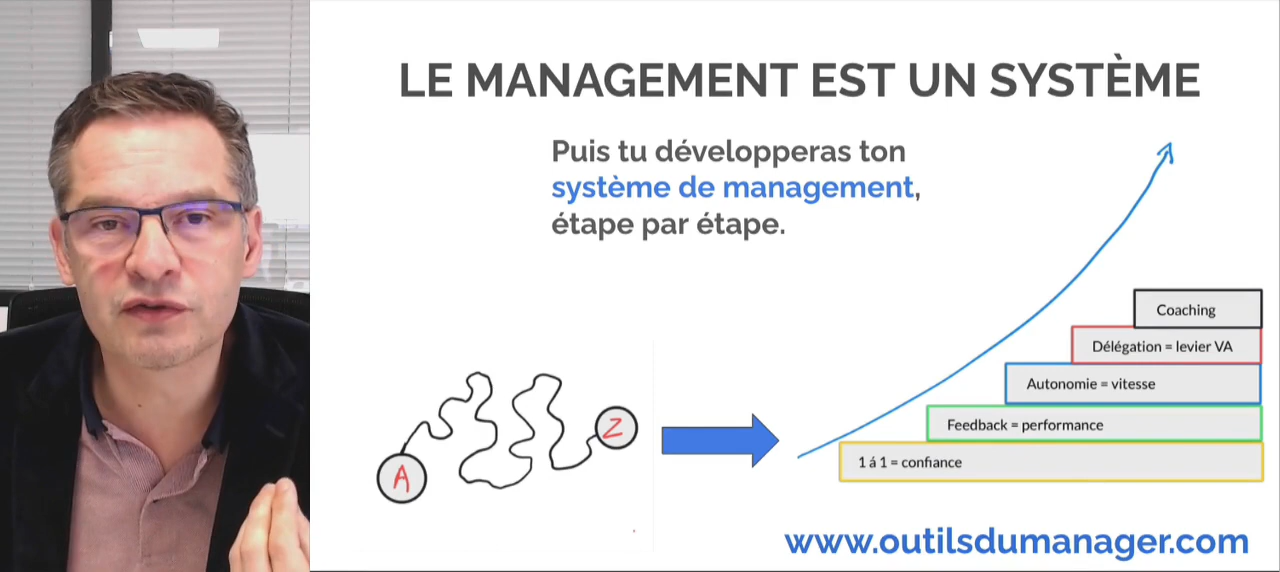 LE MANAGEMENT EST UN SYSTÈME
Puis tu développeras ton
système de management,
étape par étape.
A
Z
Coaching
Délégation = levier VA
Autonomie = vitesse
Feedback = performance
1 á 1 = confiance
www.outilsdumanager.com